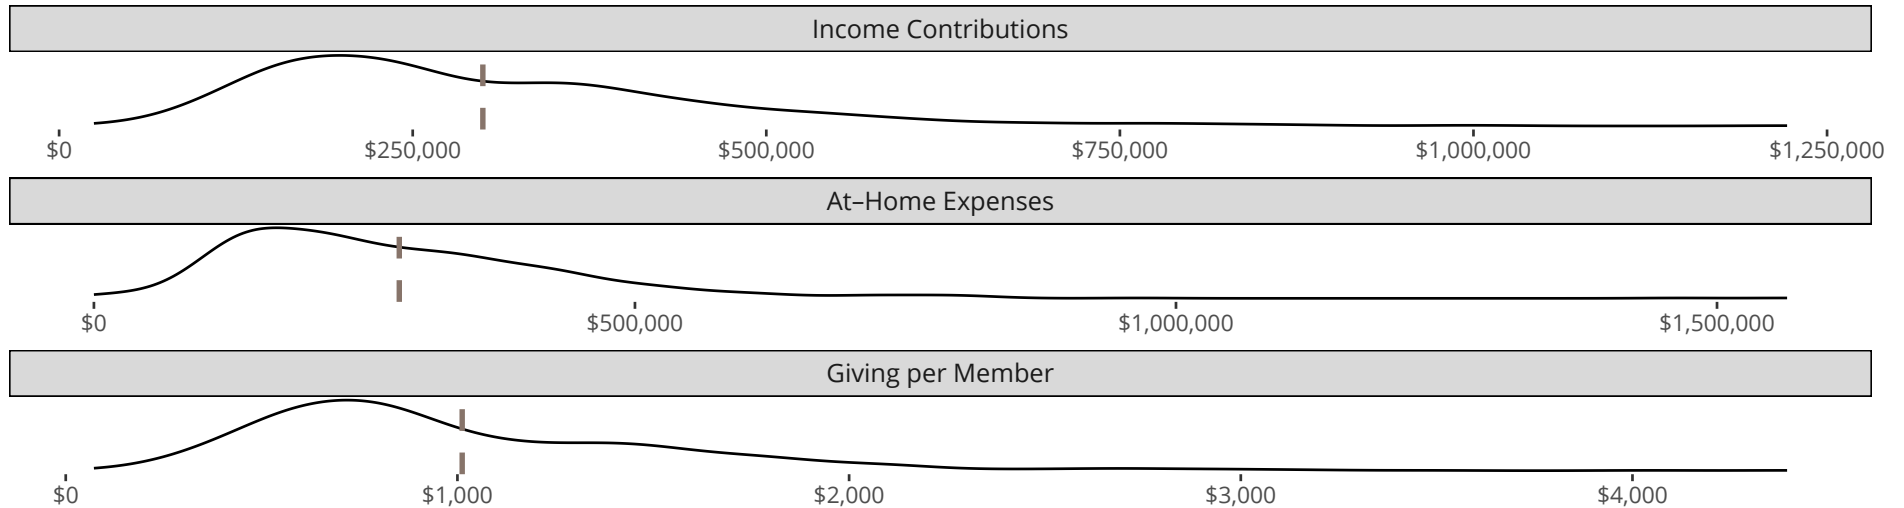 Income Contributions
$0 $250,000 $500,000 $750,000 $1,000,000 $1,250,000
At–Home Expenses
$0 $500,000 $1,000,000 $1,500,000
Giving per Member
$0 $1,000 $2,000 $3,000 $4,000